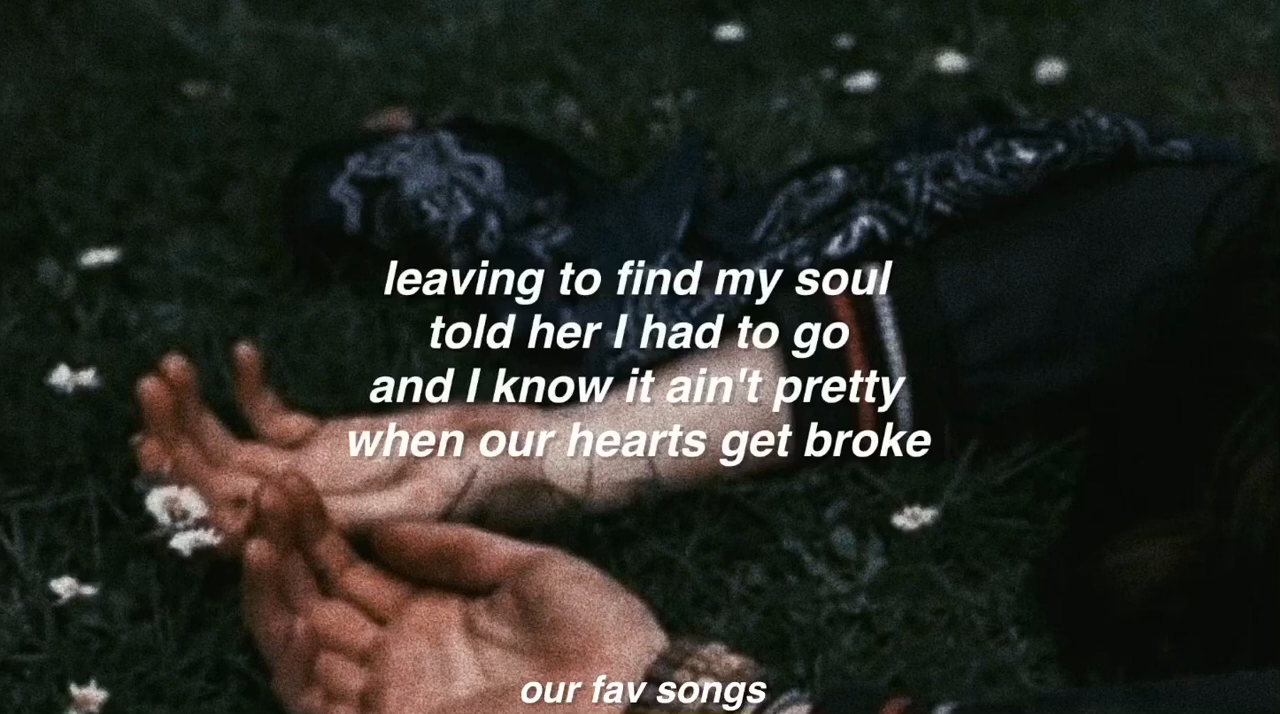 leaving to find my soul
told her I had to go
and I know it ain't pretty
when our hearts get broke
our fav songs